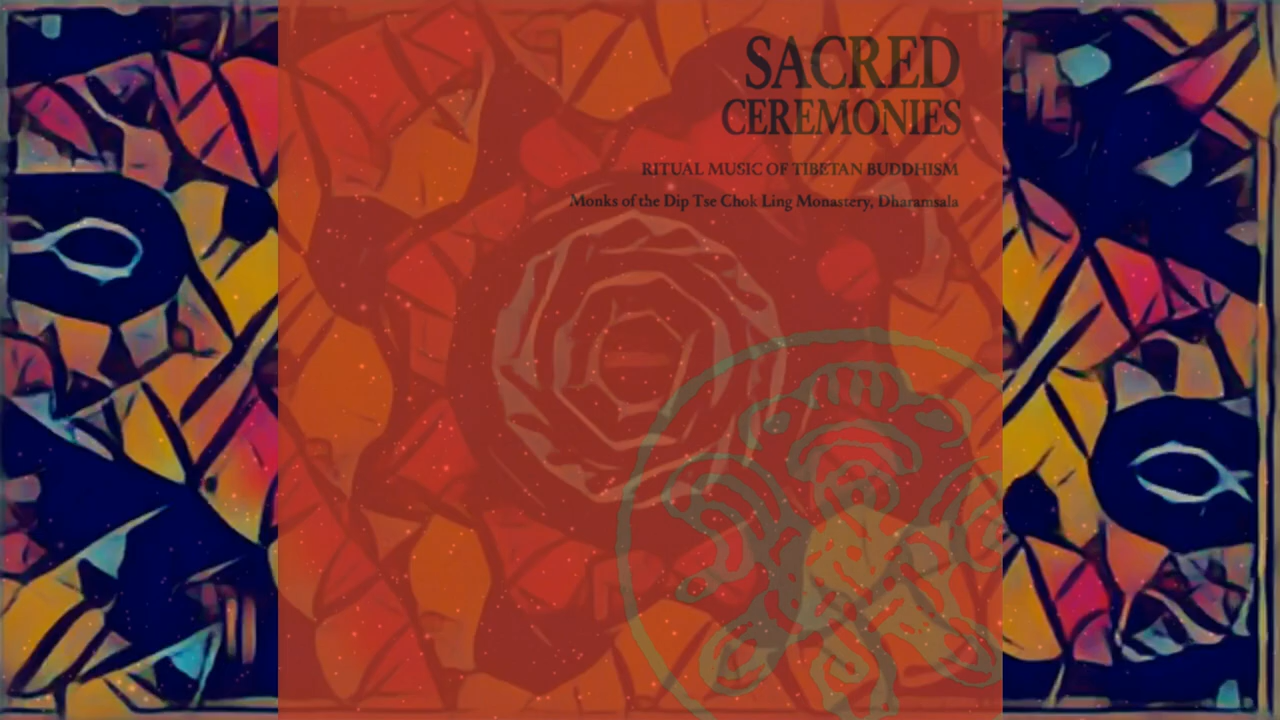 SACRED
CEREMONIES
RITUAL MUSIC OF TIBETAN BUDDHISM
Monks of the Dip Tse Chok Ling Monastery, Dharamsala